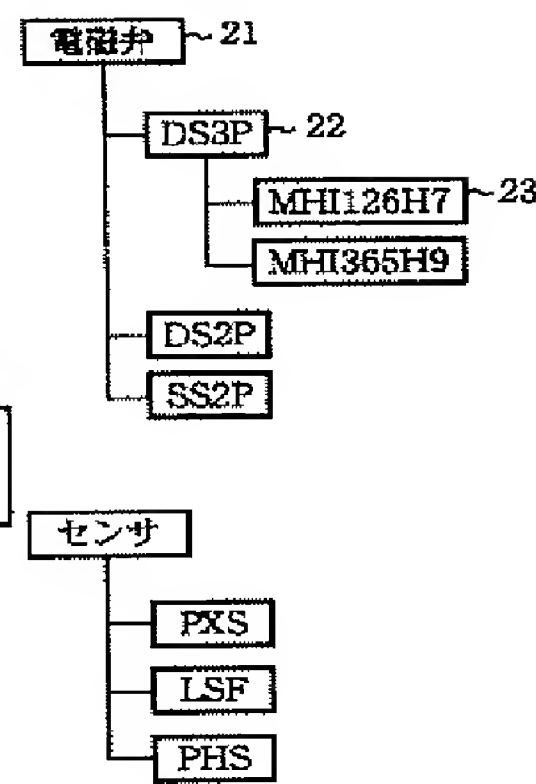 電磁弁 ~21
DS3P ~ 22
MHI126H7 ~23
MHI365H9
DS2P
SS2P
センサ
PXS
LSF
PHS